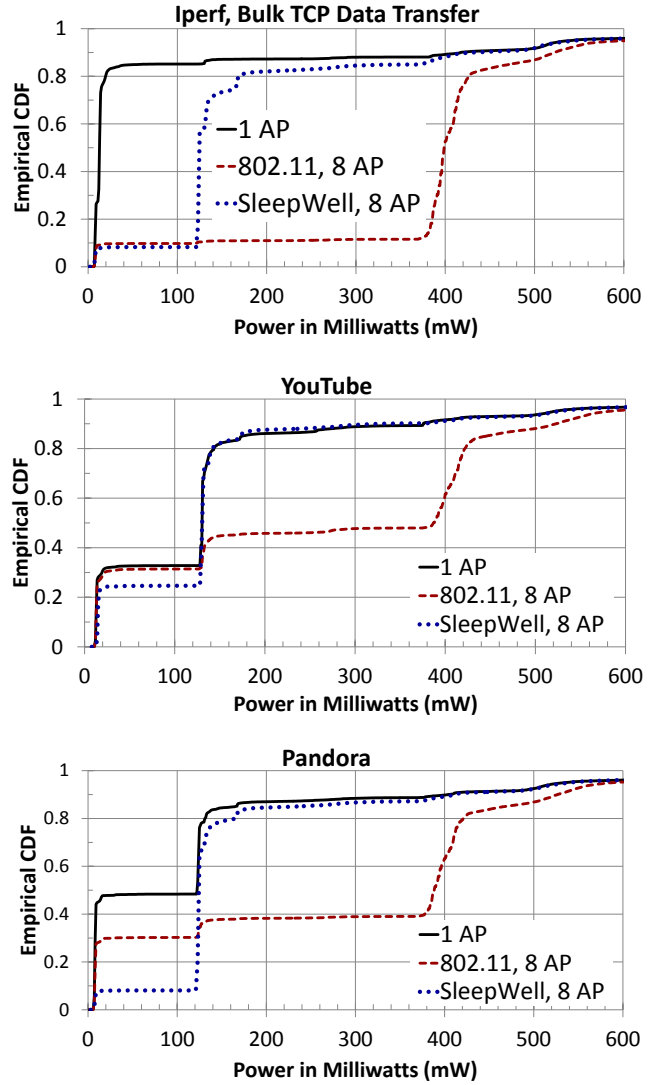 Iperf, Bulk TCP Data Transfer
Empirical CDF
1
0.8
0.6
0.4
0.2
0
1 AP
802.11, 8 AP
SleepWell, 8 AP
0 100 200 300 400 500 600
Power in Milliwatts (mW)
YouTube
Empirical CDF
1
0.8
0.6
0.4
0.2
0
1 AP
802.11, 8 AP
SleepWell, 8 AP
0 100 200 300 400 500 600
Power in Milliwatts (mW)
Pandora
Empirical CDF
1
0.8
0.6
0.4
0.2
0
1 AP
802.11, 8 AP
SleepWell, 8 AP
0 100 200 300 400 500 600
Power in Milliwatts (mW)